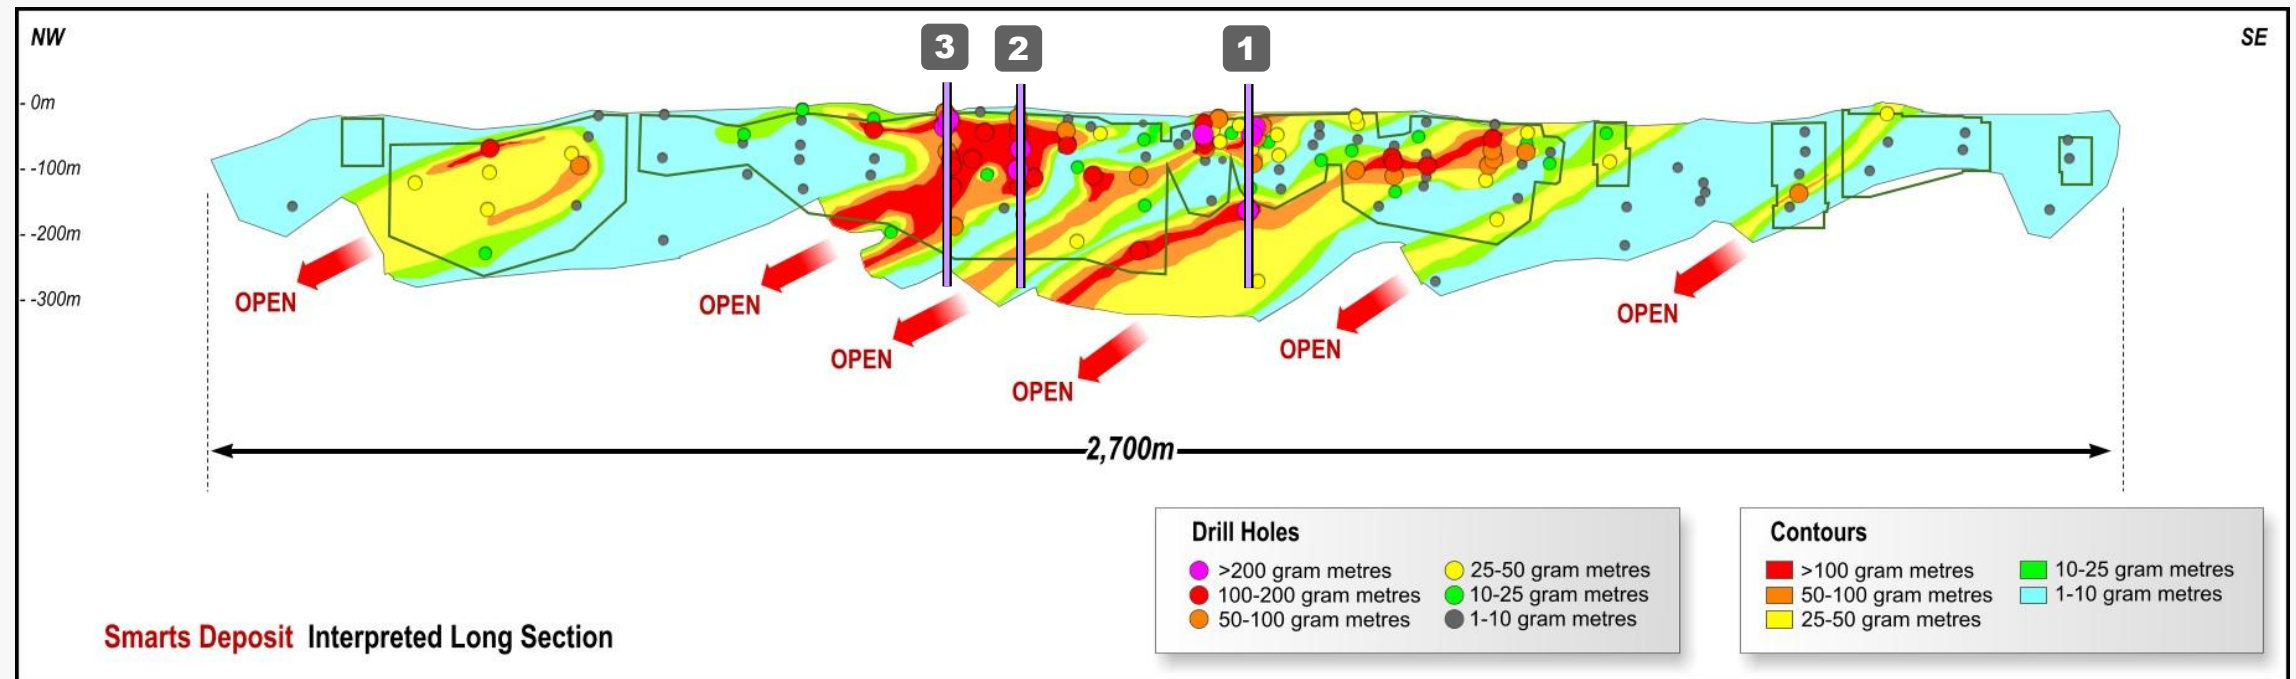 NW
SE
3
2
1
- 0m
- -100m
- -200m
- -300m
OPEN
OPEN
OPEN
OPEN
OPEN
OPEN
2,700m
Drill Holes
>200 gram metres
100-200 gram metres
50-100 gram metres
25-50 gram metres
10-25 gram metres
1-10 gram metres
Contours
>100 gram metres
50-100 gram metres
25-50 gram metres
10-25 gram metres
1-10 gram metres
Smarts Deposit Interpreted Long Section